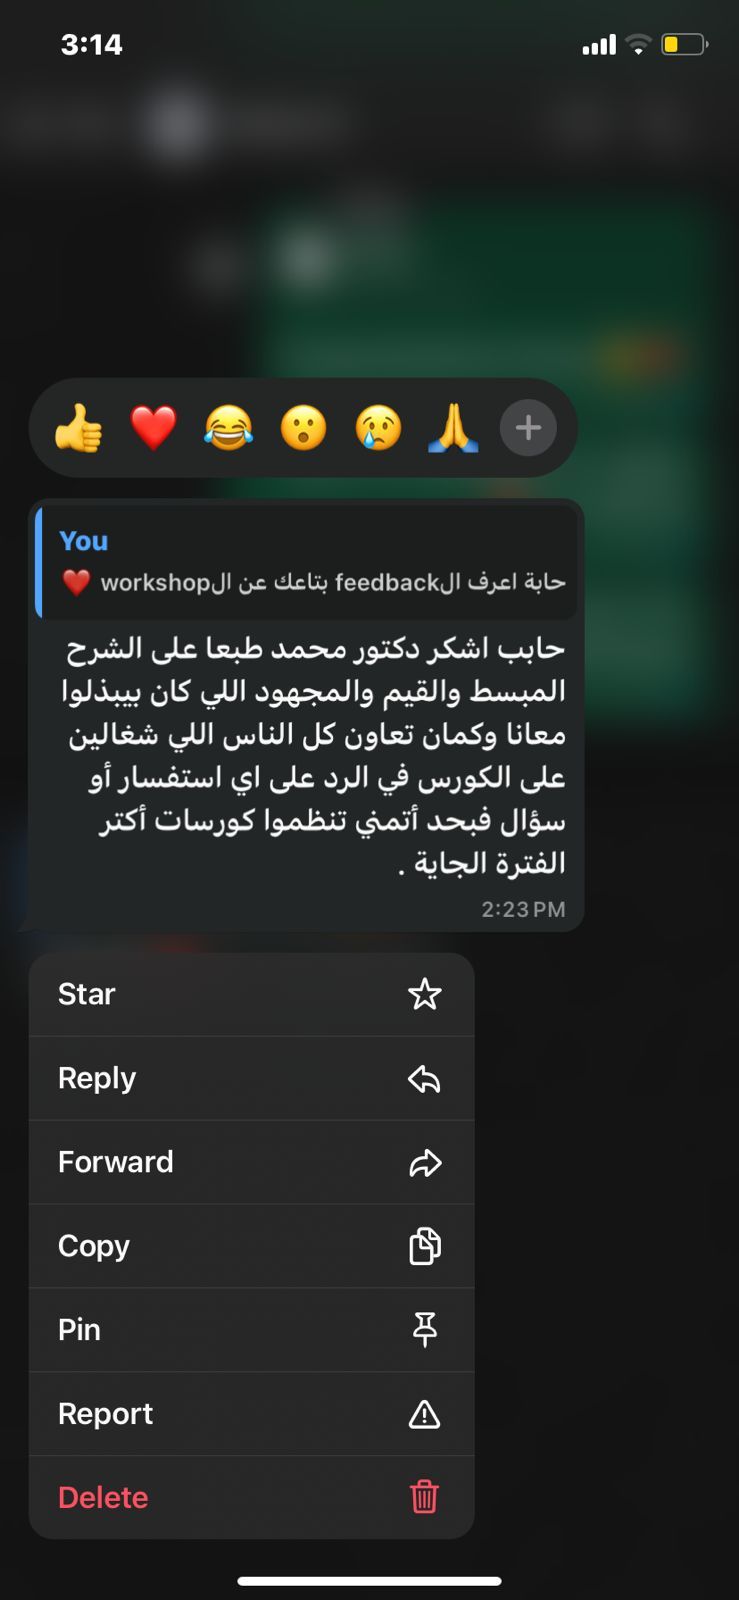 3:14
You
حابة اعرف الfeedback بتاعك عن الworkshop ❤️
حابب اشكر دكتور محمد طبعا على الشرح
المبسط والقيم والمجهود اللي كان بيبذلوا
معانا وكمان تعاون كل الناس اللي شغالين
على الكورس في الرد على اي استفسار أو
سؤال فبحد أتمني تنظموا كورسات أكتر
الفترة الجاية .
2:23 PM
Star
Reply
Forward
Copy
Pin
Report
Delete